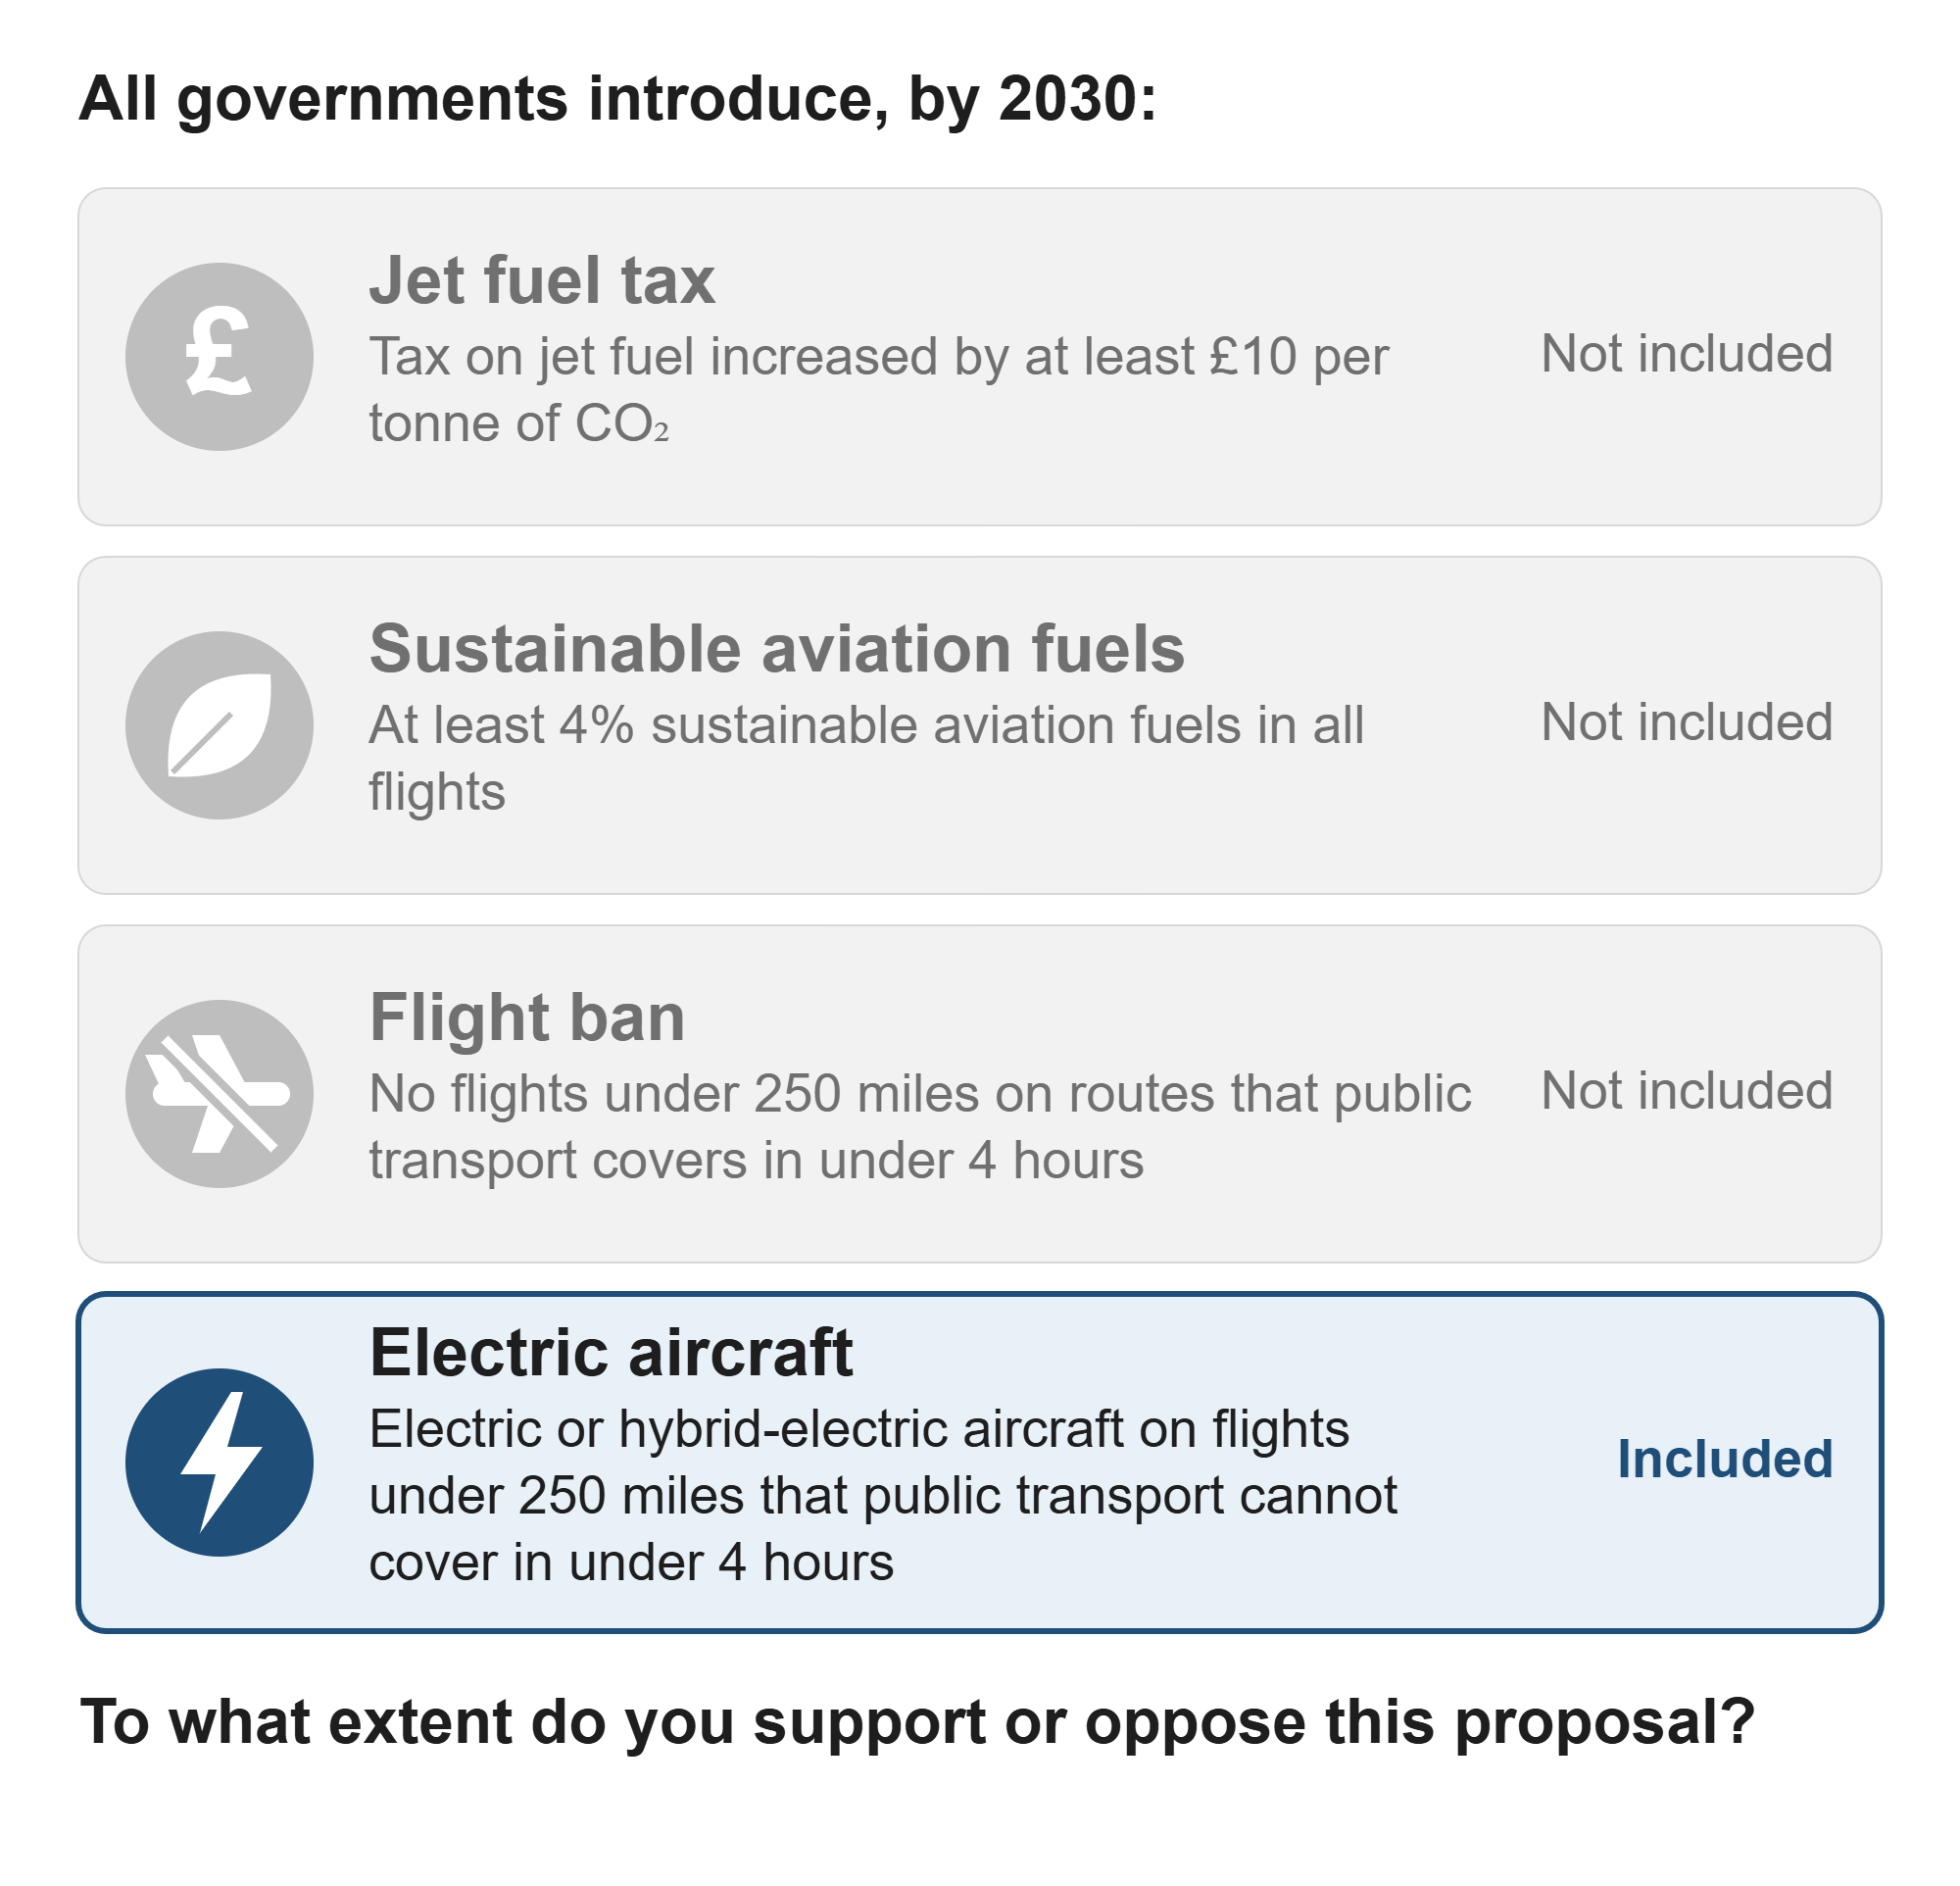 All governments introduce, by 2030:
£
Jet fuel tax
Tax on jet fuel increased by at least £10 per
tonne of CO₂
Not included
Sustainable aviation fuels
At least 4% sustainable aviation fuels in all
flights
Not included
Flight ban
No flights under 250 miles on routes that public
transport covers in under 4 hours
Not included
Electric aircraft
Electric or hybrid-electric aircraft on flights
under 250 miles that public transport cannot
cover in under 4 hours
Included
To what extent do you support or oppose this proposal?